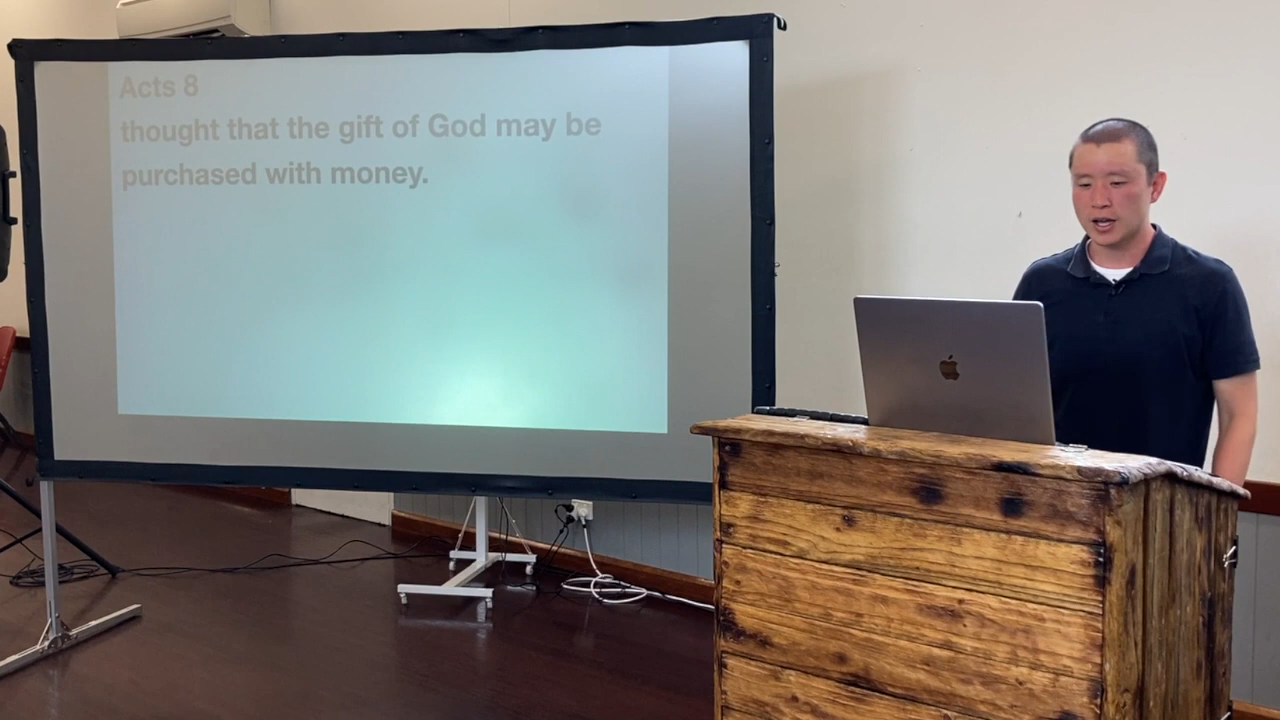 Acts 8
thought that the gift of God may be
purchased with money.